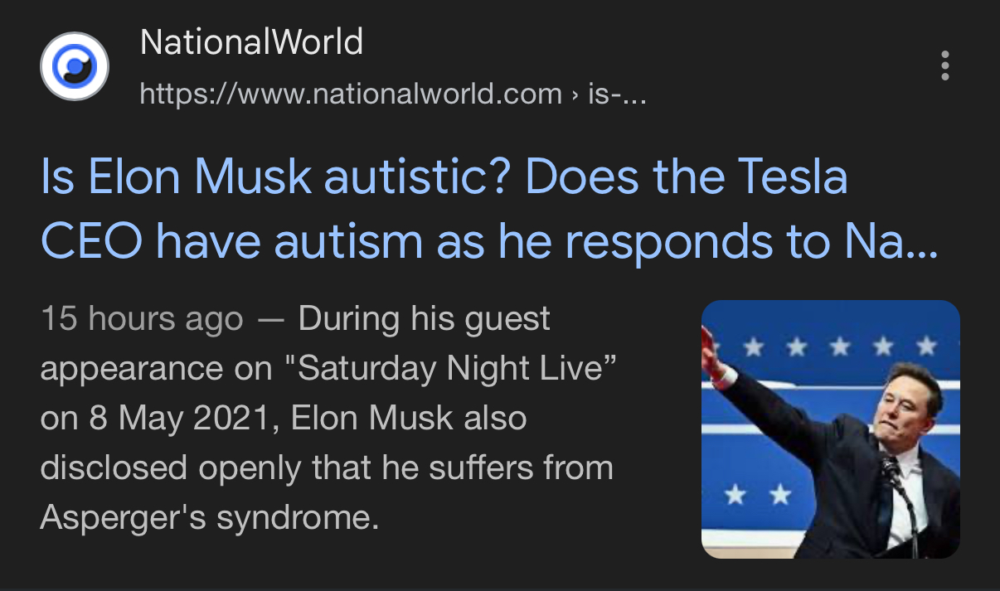 NationalWorld
https://www.nationalworld.com › is-...
Is Elon Musk autistic? Does the Tesla
CEO have autism as he responds to Na...
15 hours ago — During his guest
appearance on "Saturday Night Live”
on 8 May 2021, Elon Musk also
disclosed openly that he suffers from
Asperger's syndrome.